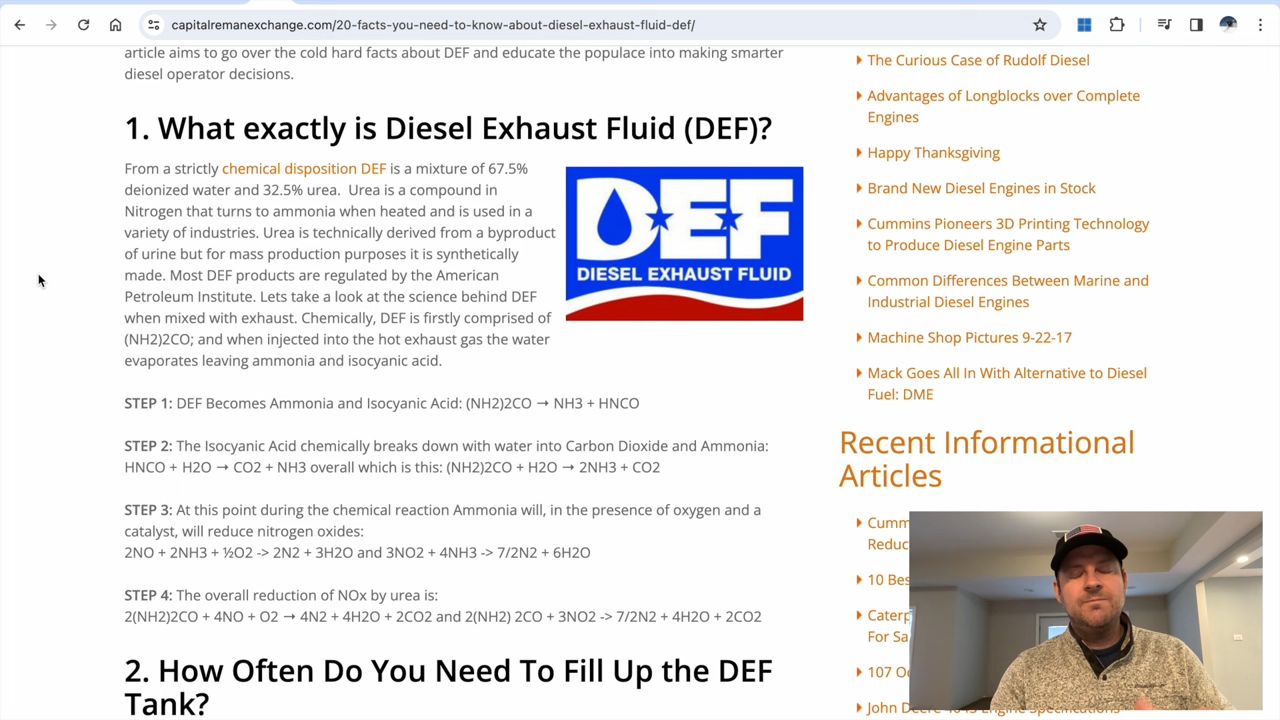 capitalremanexchange.com/20-facts-you-need-to-know-about-diesel-exhaust-fluid-def/
article aims to go over the cold hard facts about DEF and educate the populace into making smarter
diesel operator decisions.
1. What exactly is Diesel Exhaust Fluid (DEF)?
From a strictly chemical disposition DEF is a mixture of 67.5%
deionized water and 32.5% urea.  Urea is a compound in
Nitrogen that turns to ammonia when heated and is used in a
variety of industries. Urea is technically derived from a byproduct
of urine but for mass production purposes it is synthetically
made. Most DEF products are regulated by the American
Petroleum Institute. Lets take a look at the science behind DEF
when mixed with exhaust. Chemically, DEF is firstly comprised of
(NH2)2CO; and when injected into the hot exhaust gas the water
evaporates leaving ammonia and isocyanic acid.
DEF
DIESEL EXHAUST FLUID
STEP 1: DEF Becomes Ammonia and Isocyanic Acid: (NH2)2CO → NH3 + HNCO
STEP 2: The Isocyanic Acid chemically breaks down with water into Carbon Dioxide and Ammonia:
HNCO + H2O → CO2 + NH3 overall which is this: (NH2)2CO + H2O → 2NH3 + CO2
STEP 3: At this point during the chemical reaction Ammonia will, in the presence of oxygen and a
catalyst, will reduce nitrogen oxides:
2NO + 2NH3 + ½O2 -> 2N2 + 3H2O and 3NO2 + 4NH3 -> 7/2N2 + 6H2O
STEP 4: The overall reduction of NOx by urea is:
2(NH2)2CO + 4NO + O2 → 4N2 + 4H2O + 2CO2 and 2(NH2) 2CO + 3NO2 -> 7/2N2 + 4H2O + 2CO2
2. How Often Do You Need To Fill Up the DEF
Tank?
The Curious Case of Rudolf Diesel
Advantages of Longblocks over Complete
Engines
Happy Thanksgiving
Brand New Diesel Engines in Stock
Cummins Pioneers 3D Printing Technology
to Produce Diesel Engine Parts
Common Differences Between Marine and
Industrial Diesel Engines
Machine Shop Pictures 9-22-17
Mack Goes All In With Alternative to Diesel
Fuel: DME
Recent Informational
Articles
Cumm
Reduc
10 Bes
Caterp
For Sa
107 Oc
John Deere 4045 Engine Specifications